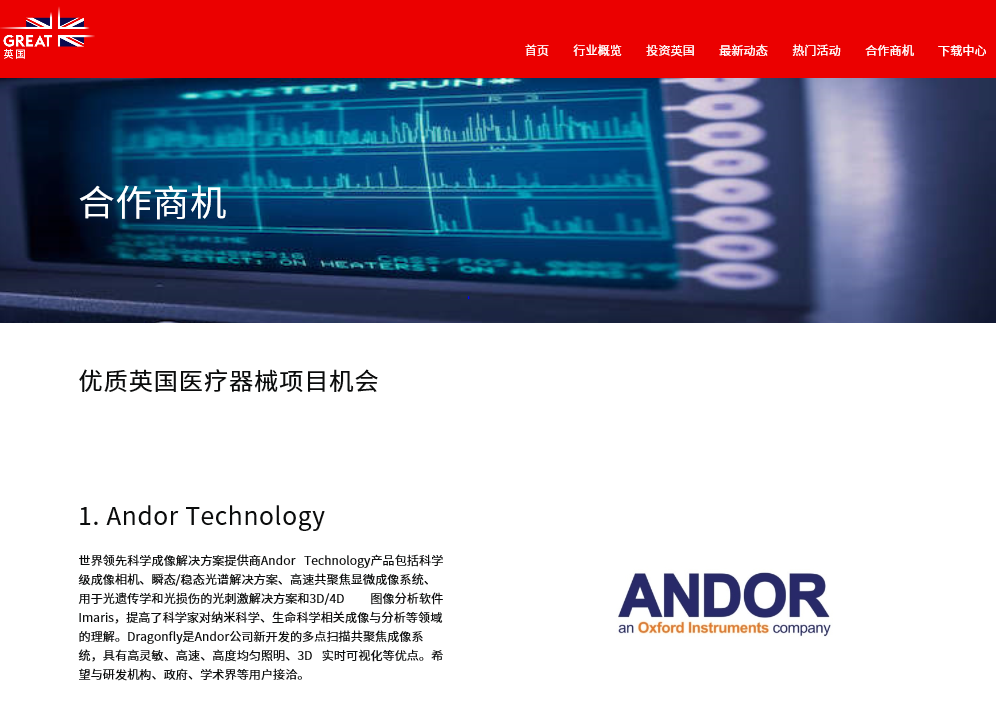 GREAT
英国
首页 行业概览 投资英国 最新动态 热门活动 合作商机 下载中心
SYSTEM RUN
合作商机
HEATERS: ON
优质英国医疗器械项目机会
1. Andor Technology
世界领先科学成像解决方案提供商Andor Technology产品包括科学
级成像相机、瞬态/稳态光谱解决方案、高速共聚焦显微成像系统、
用于光遗传学和光损伤的光刺激解决方案和3D/4D 图像分析软件
Imaris，提高了科学家对纳米科学、生命科学相关成像与分析等领域
的理解。Dragonfly是Andor公司新开发的多点扫描共聚焦成像系
统，具有高灵敏、高速、高度均匀照明、3D 实时可视化等优点。希
望与研发机构、政府、学术界等用户接洽。
ANDOR
an Oxford Instruments company